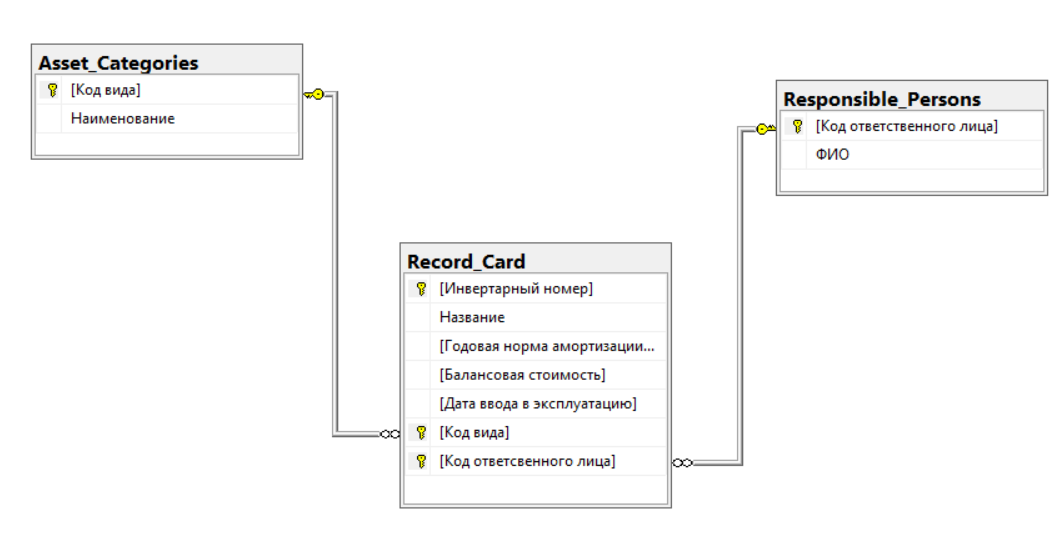 Asset_Categories
[Код вида]
Наименование
Responsible_Persons
[Код ответственного лица]
ФИО
Record_Card
[Инвертарный номер]
Название
[Годовая норма амортизации...
[Балансовая стоимость]
[Дата ввода в эксплуатацию]
[Код вида]
[Код ответсвенного лица]